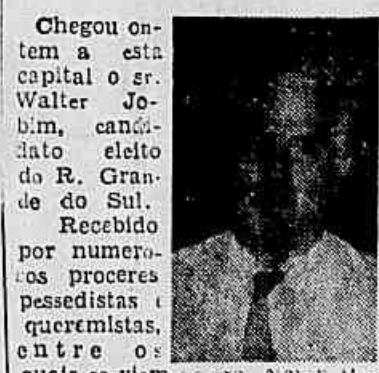 Chegou on-
tem a esta
capital o sr.
Walter Jo-
bim, candi-
dato eleito
do R. Gran-
de do Sul.
Recebido
por numero-
sos proceres
pessedistas e
queremistas,
entre os